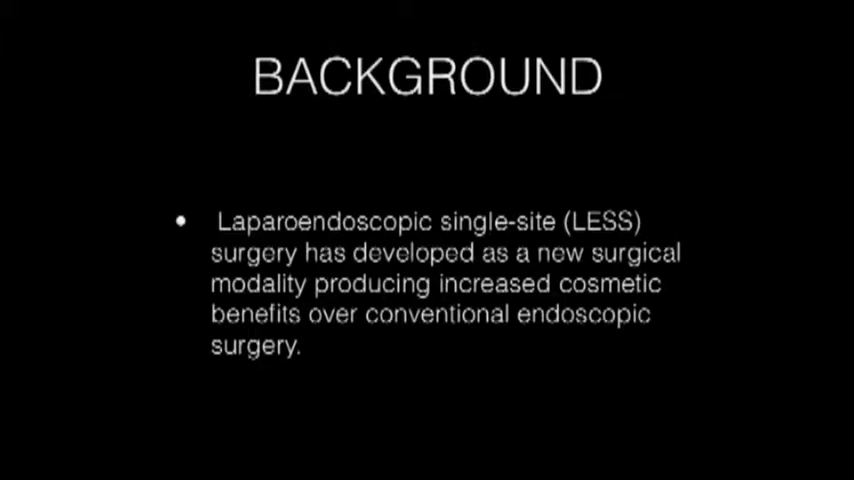 BACKGROUND
• Laparoendoscopic single-site (LESS)
surgery has developed as a new surgical
modality producing increased cosmetic
benefits over conventional endoscopic
surgery.